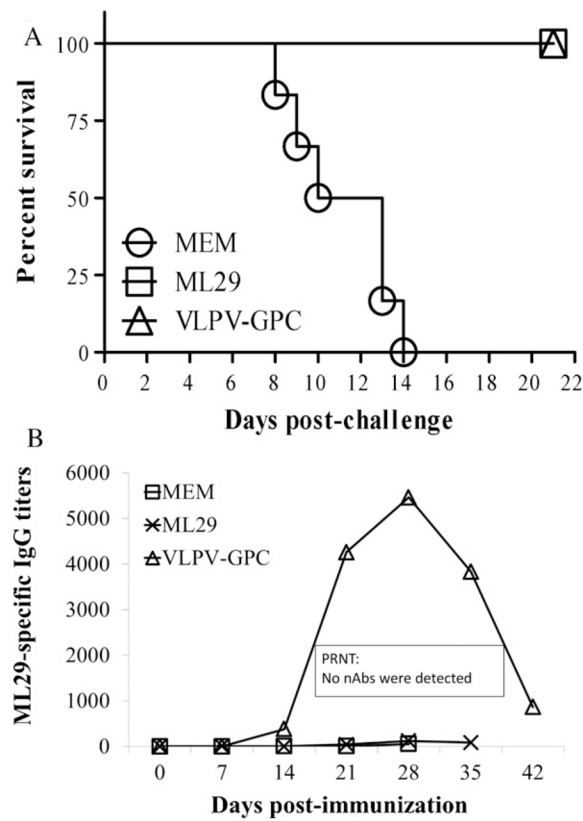 A
Percent survival
100
75
50
25
0
MEM
ML29
VLPV-GPC
0 2 4 6 8 10 12 14 16 18 20 22
Days post-challenge
B
ML29-specific IgG titers
6000
5000
4000
3000
2000
1000
0
MEM
ML29
VLPV-GPC
PRNT:
No nAbs were detected
0 7 14 21 28 35 42
Days post-immunization